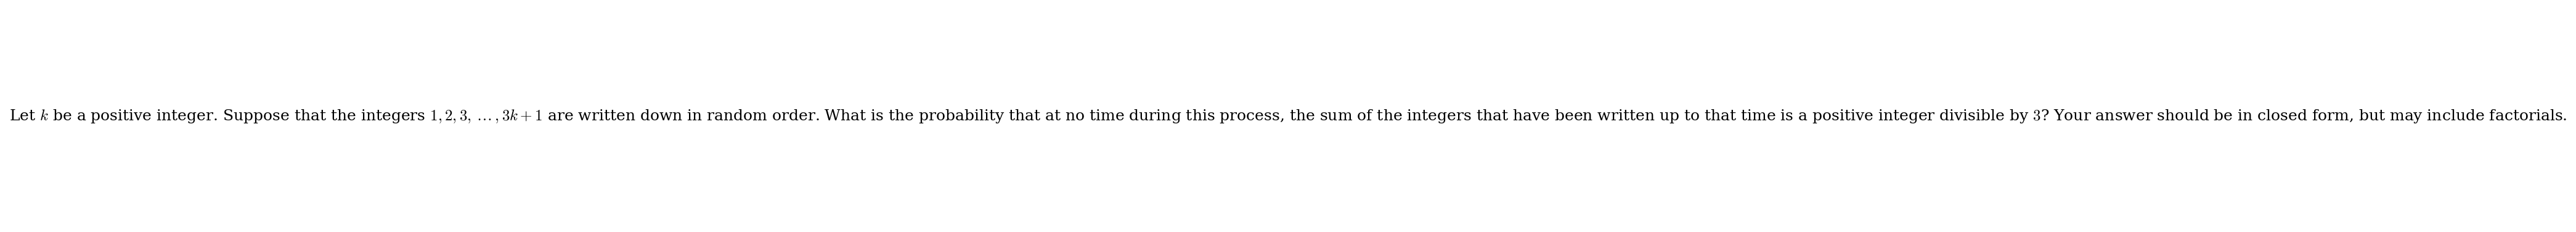 Let k be a positive integer. Suppose that the integers 1, 2, 3, …, 3k + 1 are written down in random order. What is the probability that at no time during this process, the sum of the integers that have been written up to that time is a positive integer divisible by 3? Your answer should be in closed form, but may include factorials.